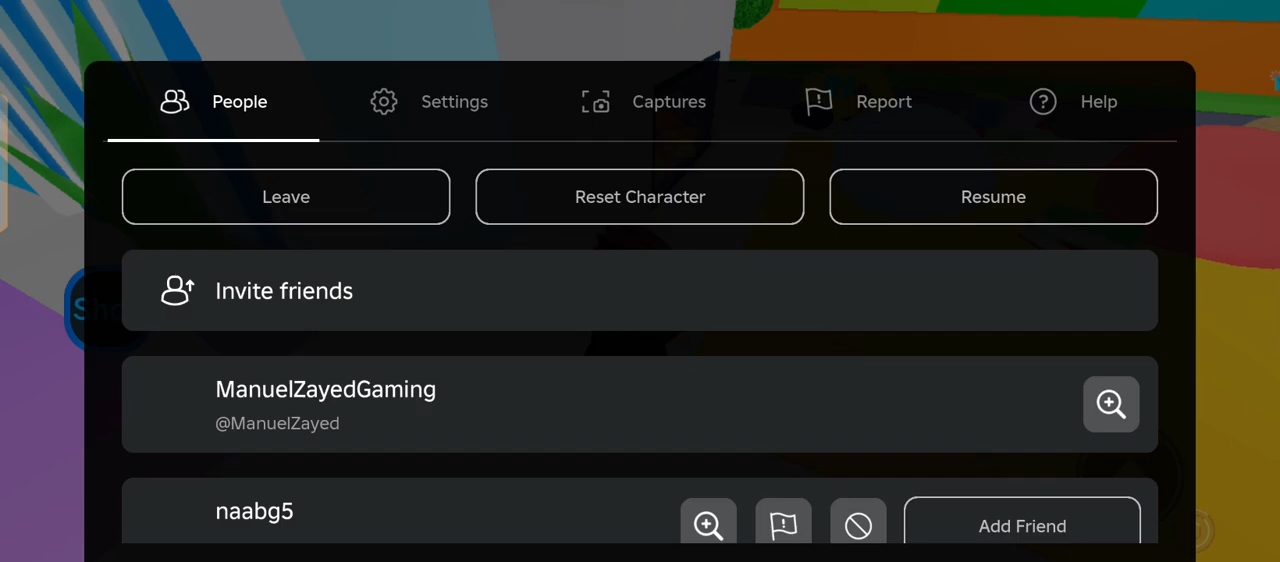 People
Settings
Captures
Report
Help
Leave
Reset Character
Resume
Invite friends
ManuelZayedGaming
@ManuelZayed
naabg5
Add Friend